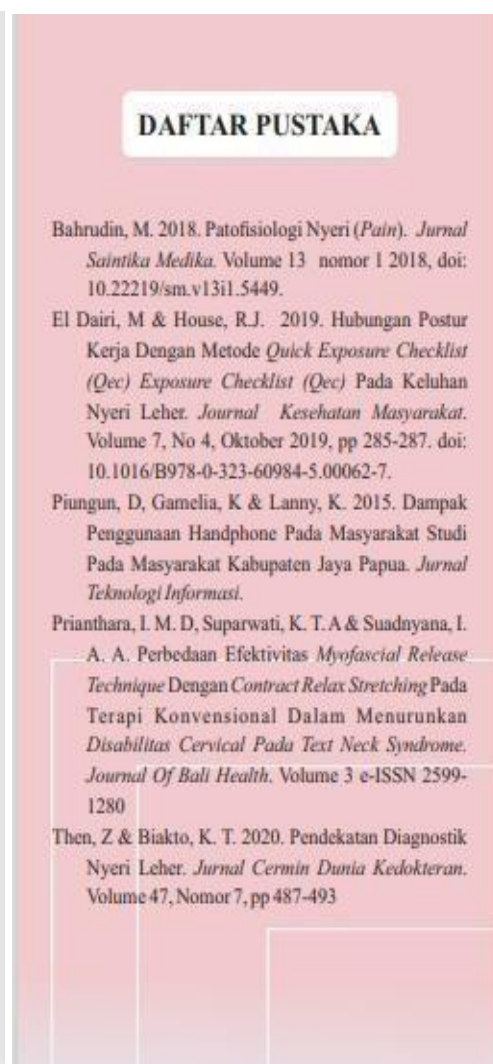 DAFTAR PUSTAKA
Bahrudin, M. 2018. Patofisiologi Nyeri (Pain). Jurnal
Saintika Medika. Volume 13 nomor 1 2018, doi:
10.22219/sm.v13i1.5449.
El Dairi, M & House, R.J. 2019. Hubungan Postur
Kerja Dengan Metode Quick Exposure Checklist
(Qec) Exposure Checklist (Qec) Pada Keluhan
Nyeri Leher. Journal Kesehatan Masyarakat.
Volume 7, No 4, Oktober 2019, pp 285-287. doi:
10.1016/B978-0-323-60984-5.00062-7.
Piungun, D, Gamelia, K & Lanny, K. 2015. Dampak
Penggunaan Handphone Pada Masyarakat Studi
Pada Masyarakat Kabupaten Jaya Papua. Jurnal
Teknologi Informasi.
Prianthara, I. M. D, Suparwati, K. T. A & Suadnyana, I.
A. A. Perbedaan Efektivitas Myofascial Release
Technique Dengan Contract Relax Stretching Pada
Terapi Konvensional Dalam Menurunkan
Disabilitas Cervical Pada Text Neck Syndrome.
Journal Of Bali Health. Volume 3 e-ISSN 2599-
1280
Then, Z & Biakto, K. T. 2020. Pendekatan Diagnostik
Nyeri Leher. Jurnal Cermin Dunia Kedokteran.
Volume 47, Nomor 7, pp 487-493